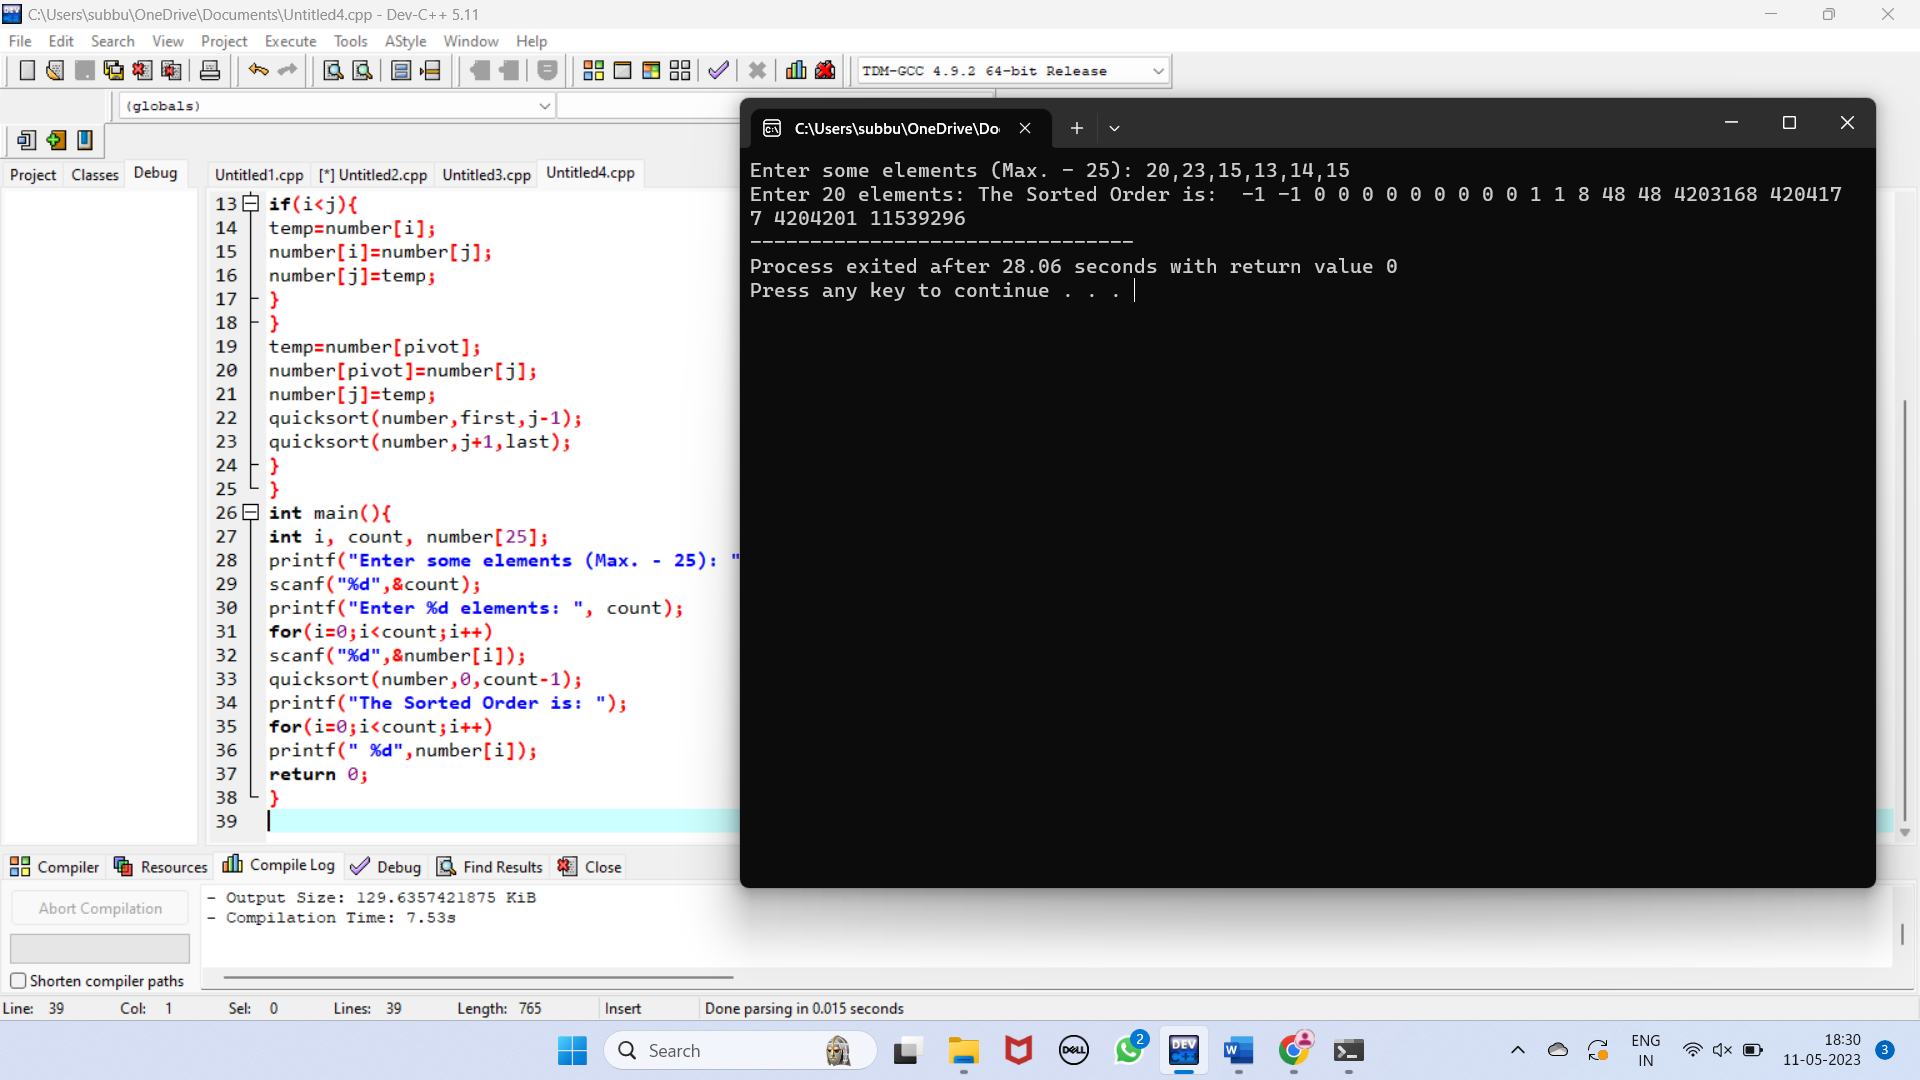 C:\Users\subbu\OneDrive\Documents\Untitled4.cpp - Dev-C++ 5.11
File Edit Search View Project Execute Tools AStyle Window Help
TDM-GCC 4.9.2 64-bit Release
(globals)
Project Classes Debug
Untitled1.cpp [*] Untitled2.cpp Untitled3.cpp Untitled4.cpp
13 if(i<j){
14 temp=number[i];
15 number[i]=number[j];
16 number[j]=temp;
17 }
18 }
19 temp=number[pivot];
20 number[pivot]=number[j];
21 number[j]=temp;
22 quicksort(number,first,j-1);
23 quicksort(number,j+1,last);
24 }
25 }
26 int main(){
27 int i, count, number[25];
28 printf("Enter some elements (Max. - 25): "
29 scanf("%d",&count);
30 printf("Enter %d elements: ", count);
31 for(i=0;i<count;i++)
32 scanf("%d",&number[i]);
33 quicksort(number,0,count-1);
34 printf("The Sorted Order is: ");
35 for(i=0;i<count;i++)
36 printf(" %d",number[i]);
37 return 0;
38 }
39
C:\Users\subbu\OneDrive\Do
Enter some elements (Max. - 25): 20,23,15,13,14,15
Enter 20 elements: The Sorted Order is:  -1 -1 0 0 0 0 0 0 0 0 0 1 1 8 48 48 4203168 420417
7 4204201 11539296
--------------------------------
Process exited after 28.06 seconds with return value 0
Press any key to continue . . .
Compiler Resources Compile Log Debug Find Results Close
Abort Compilation
Shorten compiler paths
- Output Size: 129.6357421875 KiB
- Compilation Time: 7.53s
Line: 39 Col: 1 Sel: 0 Lines: 39 Length: 765 Insert Done parsing in 0.015 seconds
Search
DELL
2
DEV
C++
W
ENG
IN
18:30
11-05-2023
3